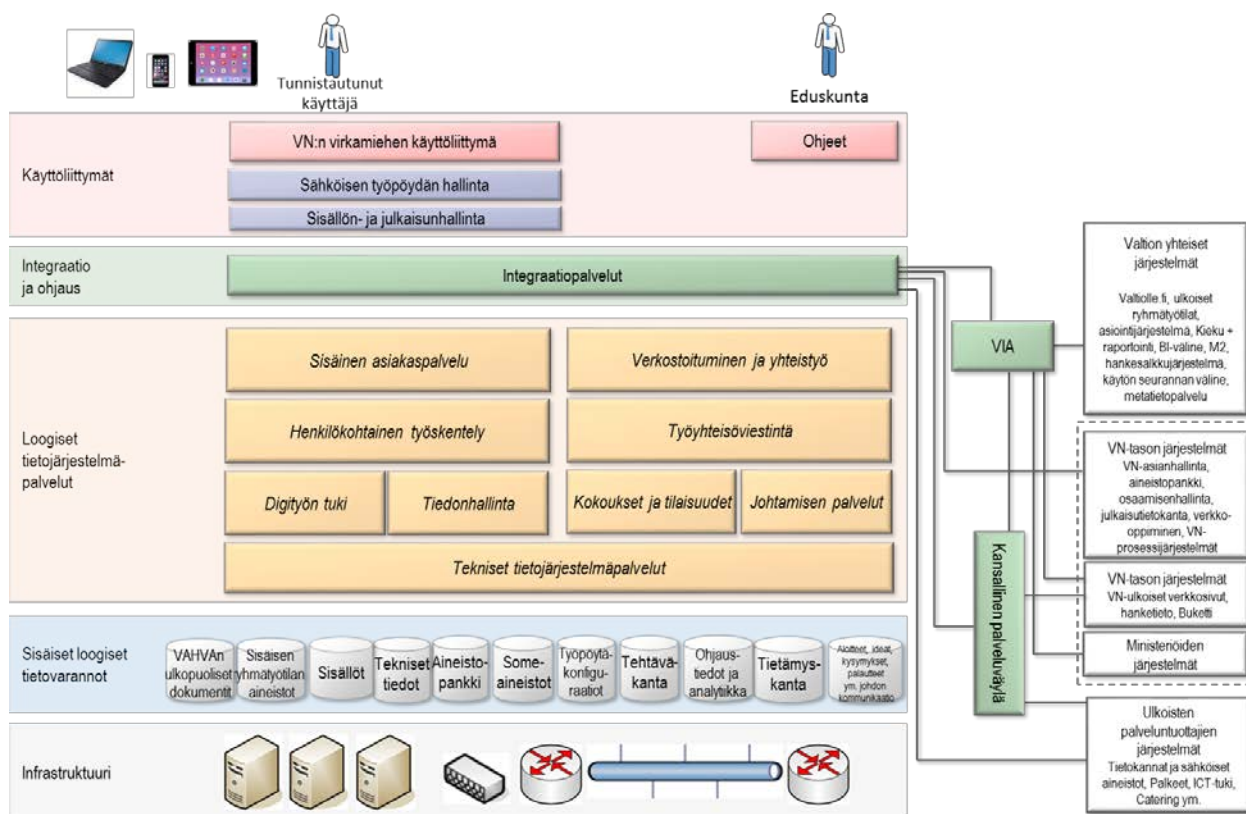 Tunnistautunut
käyttäjä
Eduskunta
Käyttöliittymät
VN:n virkamiehen käyttöliittymä
Ohjeet
Sähköisen työpöydän hallinta
Sisällön- ja julkaisunhallinta
Integraatio
ja ohjaus
Integraatiopalvelut
Loogiset
tietojärjestelmä-
palvelut
Sisäinen asiakaspalvelu
Verkostoituminen ja yhteistyö
Henkilökohtainen työskentely
Työyhteisöviestintä
Digityön tuki
Tiedonhallinta
Kokoukset ja tilaisuudet
Johtamisen palvelut
Tekniset tietojärjestelmäpalvelut
Sisäiset loogiset
tietovarannot
VAHVAn
ulkopuoliset
dokumentit
Sisäisen
yhmätyötilan
aineistot
Sisällöt
Tekniset
tiedot
Aineisto-
pankki
Some-
aineistot
Työpöytä-
konfigu-
raatiot
Tehtävä-
kanta
Ohjaus-
tiedot ja
analytiikka
Tietämys-
kanta
Aloitteet, ideat,
kysymykset,
palautteet
ym. johdon
kommunikaatio
Infrastruktuuri
VIA
Kansallinen palveluväylä
Valtion yhteiset
järjestelmät
Valtiolle.fi, ulkoiset
ryhmätyötilat,
asiointijärjestelmä, Kieku +
raportointi, BI-väline, M2,
hankesalkkujärjestelmä,
käytön seurannan väline,
metatietopalvelu
VN-tason järjestelmät
VN-asianhallinta,
aineistopankki,
osaamisenhallinta,
julkaisutietokanta, verkko-
oppiminen, VN-
prosessijärjestelmät
VN-tason järjestelmät
VN-ulkoiset verkkosivut,
hanketieto, Buketti
Ministeriöiden
järjestelmät
Ulkoisten
palveluntuottajien
järjestelmät
Tietokannat ja sähköiset
aineistot, Palkeet, ICT-tuki,
Catering ym.